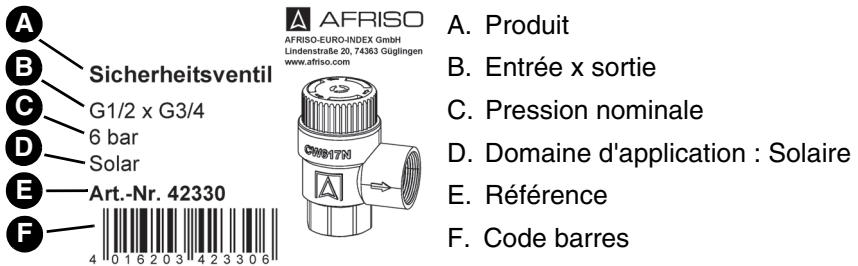 A
B
C
D
E
F
Sicherheitsventil
G1/2 x G3/4
6 bar
Solar
Art.-Nr. 42330
4 016203 423306
AFRISO
AFRISO-EURO-INDEX GmbH
Lindenstraße 20, 74363 Güglingen
www.afriso.com
CW617N
A. Produit
B. Entrée x sortie
C. Pression nominale
D. Domaine d'application : Solaire
E. Référence
F. Code barres